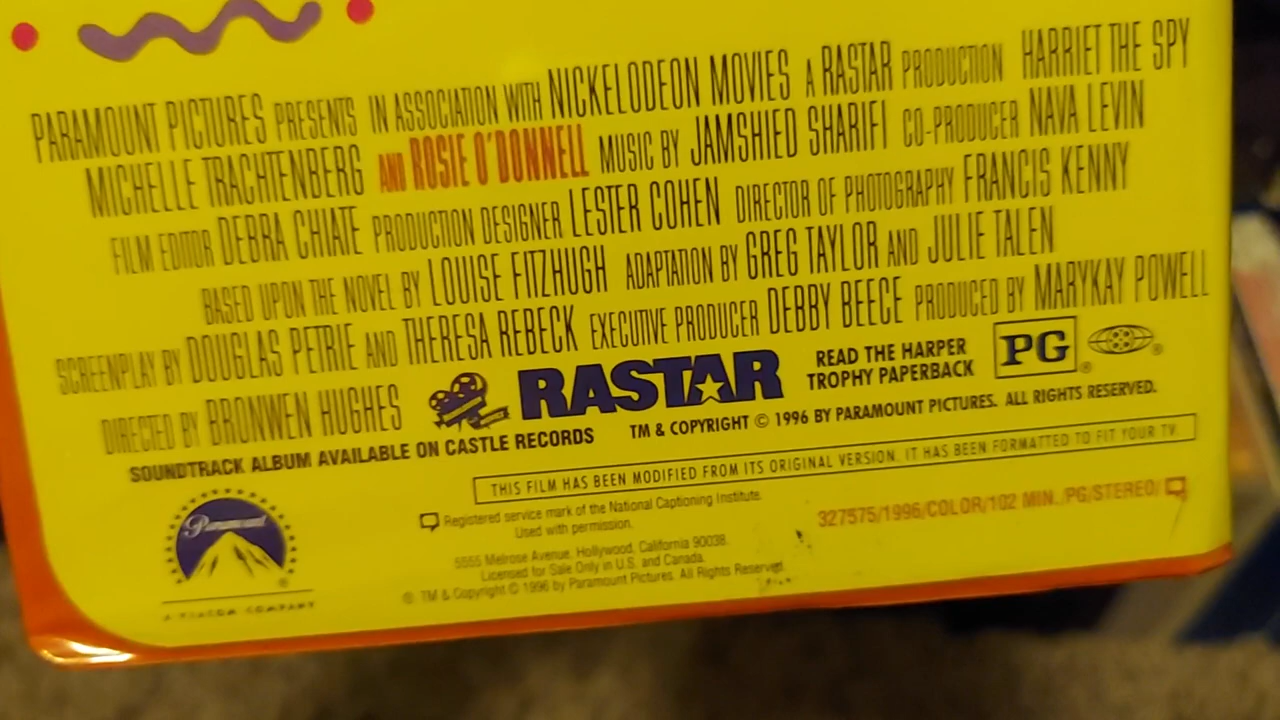 PARAMOUNT PICTURES PRESENTS IN ASSOCIATION WITH NICKELODEON MOVIES A RASTAR PRODUCTION HARRIET THE SPY
MICHELLE TRACHTENBERG AND ROSIE O'DONNELL MUSIC BY JAMSHIED SHARIFI CO-PRODUCER NAVA LEVIN
FILM EDITOR DEBRA CHIATE PRODUCTION DESIGNER LESTER COHEN DIRECTOR OF PHOTOGRAPHY FRANCIS KENNY
BASED UPON THE NOVEL BY LOUISE FITZHUGH ADAPTATION BY GREG TAYLOR AND JULIE TALEN
SCREENPLAY BY DOUGLAS PETRIE AND THERESA REBECK EXECUTIVE PRODUCER DEBBY BEECE PRODUCED BY MARYKAY POWELL
DIRECTED BY BRONWEN HUGHES
RASTAR
READ THE HARPER
TROPHY PAPERBACK
PG ®
®
SOUNDTRACK ALBUM AVAILABLE ON CASTLE RECORDS
TM & COPYRIGHT © 1996 BY PARAMOUNT PICTURES. ALL RIGHTS RESERVED.
THIS FILM HAS BEEN MODIFIED FROM ITS ORIGINAL VERSION. IT HAS BEEN FORMATTED TO FIT YOUR TV.
Registered service mark of the National Captioning Institute.
Used with permission.
327575/1996/COLOR/102 MIN./PG/STEREO/
5555 Melrose Avenue, Hollywood, California 90038.
Licensed for Sale Only in U.S. and Canada.
®, TM & Copyright © 1996 by Paramount Pictures. All Rights Reserved.
Paramount ®
A VIACOM COMPANY